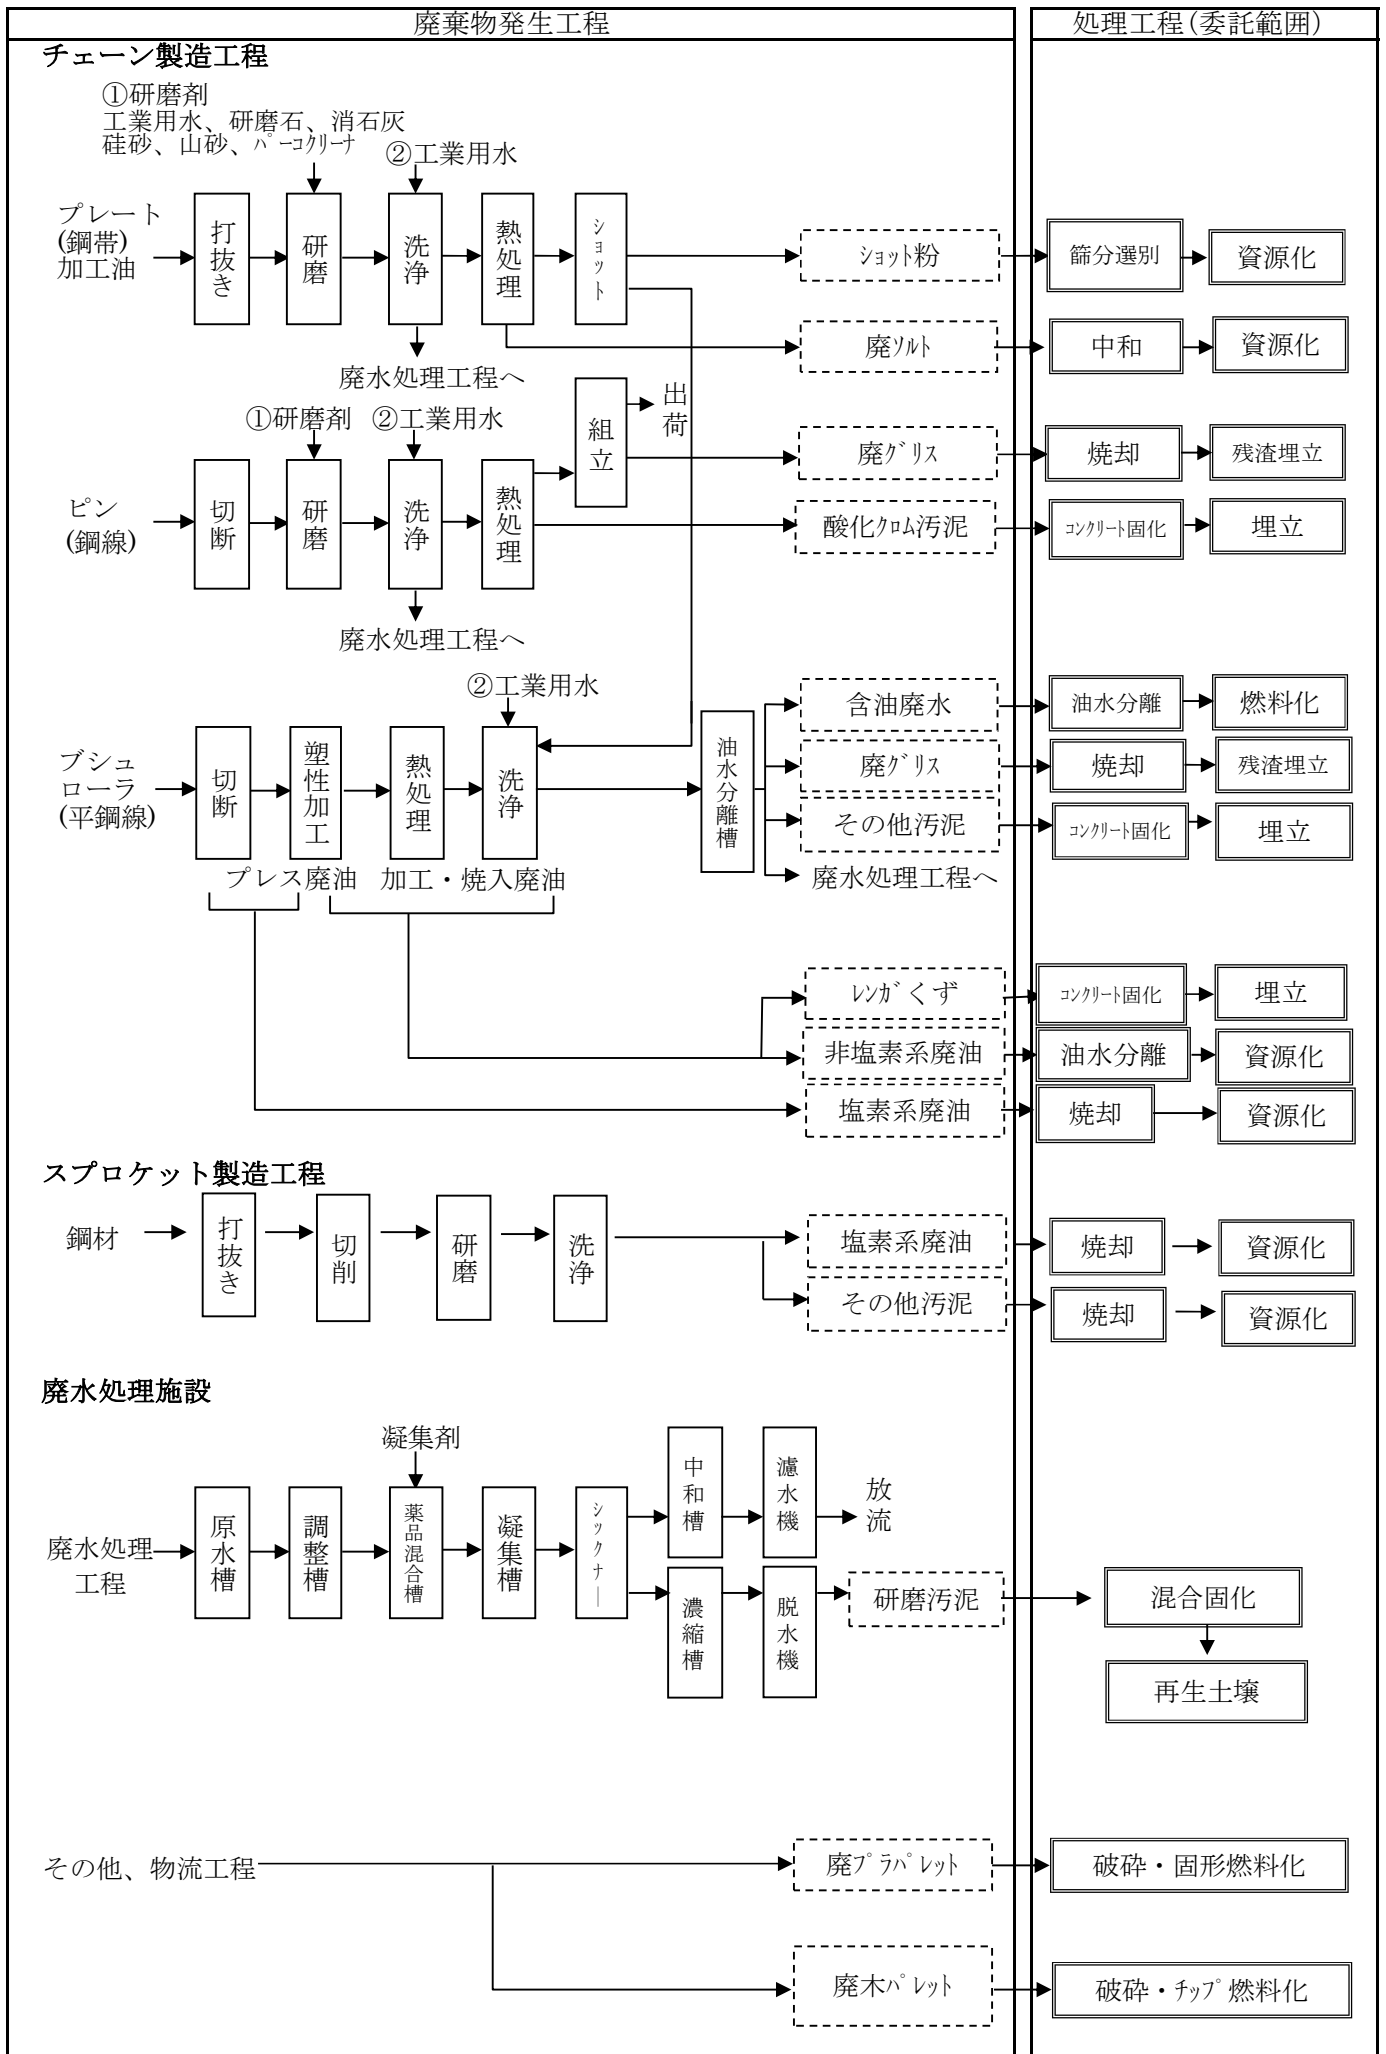 廃棄物発生工程
処理工程(委託範囲)
チェーン製造工程
①研磨剤
工業用水、研磨石、消石灰
硅砂、山砂、ﾊﾟｰｺｸﾘｰﾅ
②工業用水
プレート
(鋼帯)
加工油
打抜き
研磨
洗浄
熱処理
ショット
ｼｮｯﾄ粉
篩分選別
資源化
廃ｿﾙﾄ
中和
資源化
廃水処理工程へ
出荷
①研磨剤
②工業用水
組立
廃ｸﾞﾘｽ
焼却
残渣埋立
ピン
(鋼線)
切断
研磨
洗浄
熱処理
酸化ｸﾛﾑ汚泥
ｺﾝｸﾘｰﾄ固化
埋立
廃水処理工程へ
②工業用水
含油廃水
油水分離
燃料化
ブシュ
ローラ
(平鋼線)
切断
塑性加工
熱処理
洗浄
油水分離槽
廃ｸﾞﾘｽ
焼却
残渣埋立
その他汚泥
ｺﾝｸﾘｰﾄ固化
埋立
廃水処理工程へ
プレス廃油
加工・焼入廃油
ﾚﾝｶﾞくず
ｺﾝｸﾘｰﾄ固化
埋立
非塩素系廃油
油水分離
資源化
塩素系廃油
焼却
資源化
スプロケット製造工程
鋼材
打抜き
切削
研磨
洗浄
塩素系廃油
焼却
資源化
その他汚泥
焼却
資源化
廃水処理施設
凝集剤
中和槽
濾水機
放流
廃水処理
工程
原水槽
調整槽
薬品混合槽
凝集槽
シックナー
濃縮槽
脱水機
研磨汚泥
混合固化
再生土壌
その他、物流工程
廃ﾌﾟﾗﾊﾟﾚｯﾄ
破砕・固形燃料化
廃木ﾊﾟﾚｯﾄ
破砕・ﾁｯﾌﾟ燃料化